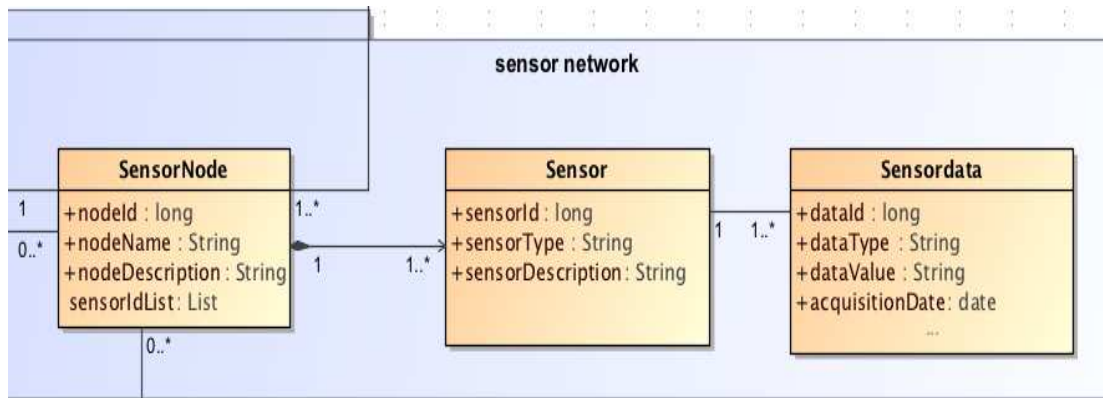 sensor network
SensorNode
+nodeId : long
+nodeName : String
+nodeDescription : String
sensorIdList : List
1
0..*
1..*
1
1..*
0..*
Sensor
+sensorId : long
+sensorType : String
+sensorDescription : String
1
1..*
Sensordata
+dataId : long
+dataType : String
+dataValue : String
+acquisitionDate : date
...